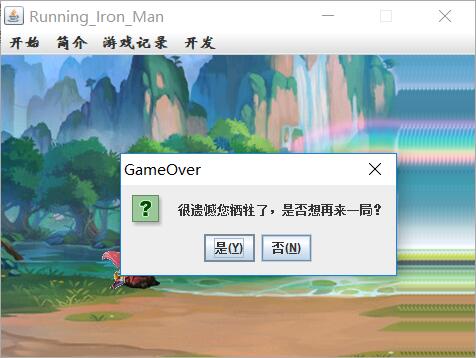 Running_Iron_Man
开始 简介 游戏记录 开发
GameOver
很遗憾您牺牲了，是否想再来一局？
是(Y) 否(N)